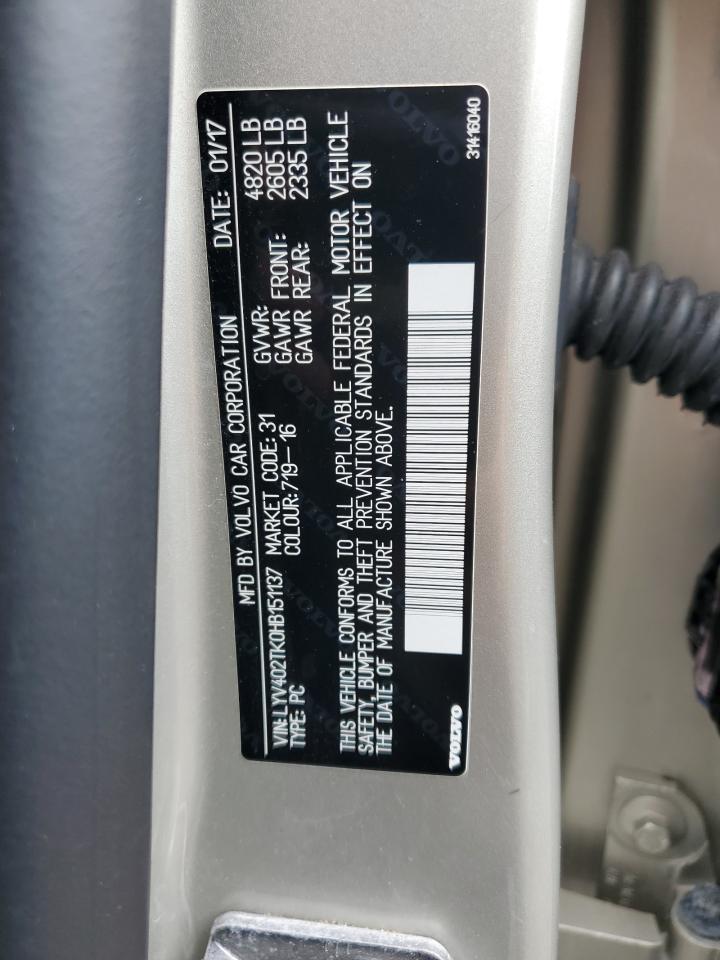 MFD BY VOLVO CAR CORPORATION DATE: 01/17
GVWR: 4820 LB
VIN:LYV402TK0HB151137 MARKET CODE:31 GAWR FRONT: 2605 LB
TYPE: PC COLOUR:719-16 GAWR REAR: 2335 LB
THIS VEHICLE CONFORMS TO ALL APPLICABLE FEDERAL MOTOR VEHICLE
SAFETY, BUMPER AND THEFT PREVENTION STANDARDS IN EFFECT ON
THE DATE OF MANUFACTURE SHOWN ABOVE.
VOLVO 31416040